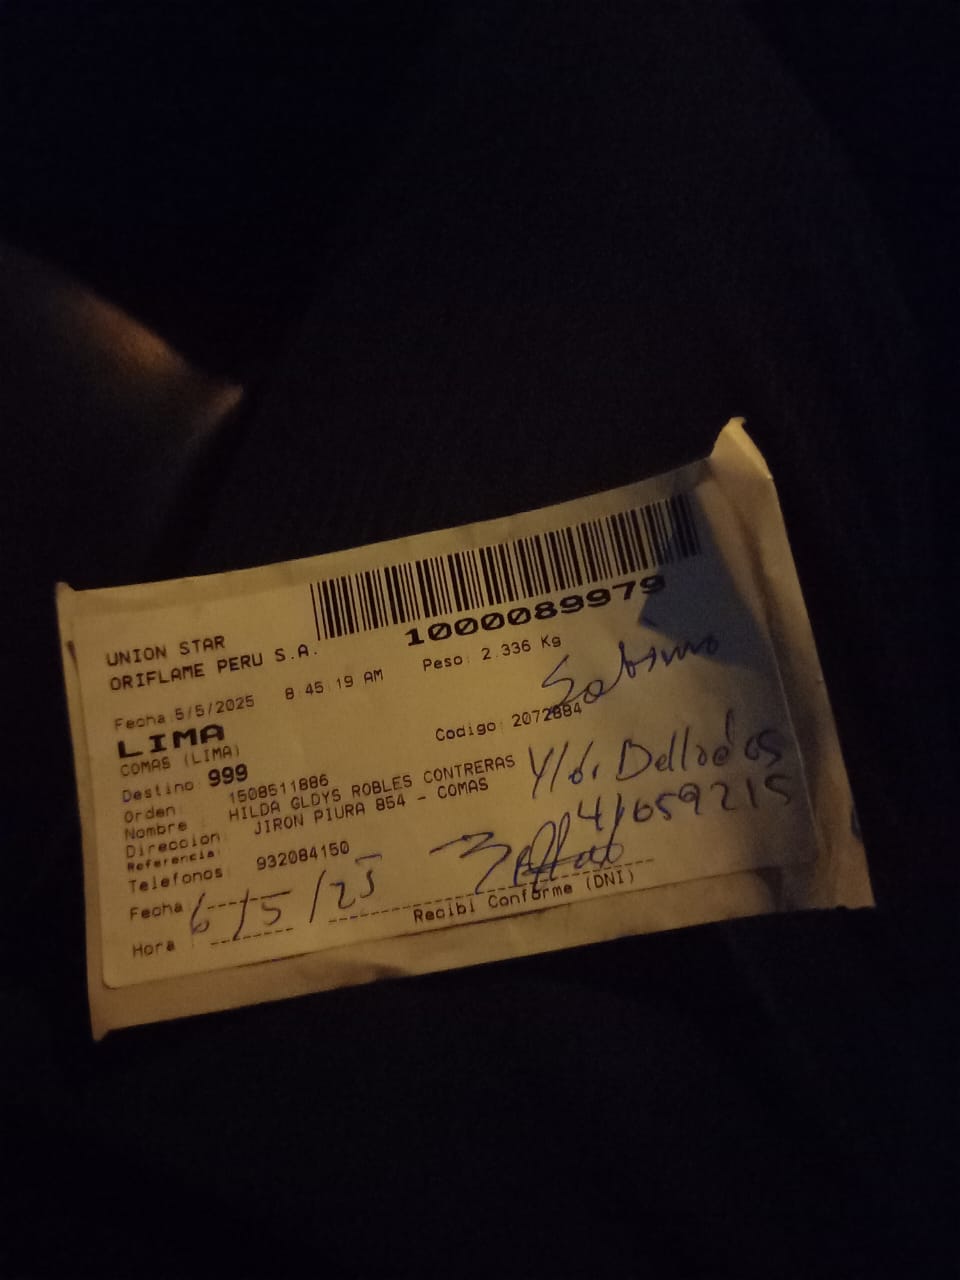 1000089979
UNION STAR
ORIFLAME PERU S.A.
Fecha: 5/5/2025 8:45:19 AM Peso: 2.336 Kg
LIMA
COMAS (LIMA)
Codigo: 2072884
Destino: 999
Orden: 1508511886
Nombre : HILDA GLDYS ROBLES CONTRERAS
Direccion: JIRON PIURA 854 - COMAS
Referencia:
Telefonos: 932084150
Fecha : 6/5/25
Hora :
Recibi Conforme (DNI)
Sabino
41059215